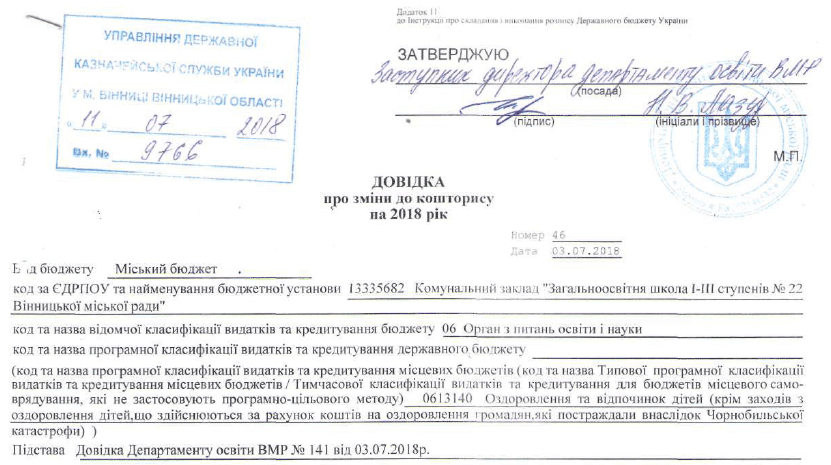 Додаток 11
до Інструкції про складання і виконання розпису Державного бюджету України
УПРАВЛІННЯ ДЕРЖАВНОЇ
КАЗНАЧЕЙСЬКОЇ СЛУЖБИ УКРАЇНИ
У М. ВІННИЦІ ВІННИЦЬКОЇ ОБЛАСТІ
«11» 07 2018
Вх. № 9766
ЗАТВЕРДЖУЮ
Заступник директора департаменту освіти ВМР
(посада)
Н. В. Мазур
(підпис) (ініціали і прізвище)
М.П.
ДОВІДКА
про зміни до кошторису
на 2018 рік
Номер 46
Дата 03.07.2018
Вид бюджету Міський бюджет .
код за ЄДРПОУ та найменування бюджетної установи 13335682 Комунальний заклад "Загальноосвітня школа І-ІІІ ступенів № 22
Вінницької міської ради"
код та назва відомчої класифікації видатків та кредитування бюджету 06 Орган з питань освіти і науки
код та назва програмної класифікації видатків та кредитування державного бюджету
(код та назва програмної класифікації видатків та кредитування місцевих бюджетів (код та назва Типової програмної класифікації
видатків та кредитування місцевих бюджетів / Тимчасової класифікації видатків та кредитування для бюджетів місцевого само-
врядування, які не застосовують програмно-цільового методу) 0613140 Оздоровлення та відпочинок дітей (крім заходів з
оздоровлення дітей,що здійснюються за рахунок коштів на оздоровлення громадян,які постраждали внаслідок Чорнобильської
катастрофи) )
Підстава Довідка Департаменту освіти ВМР № 141 від 03.07.2018р.